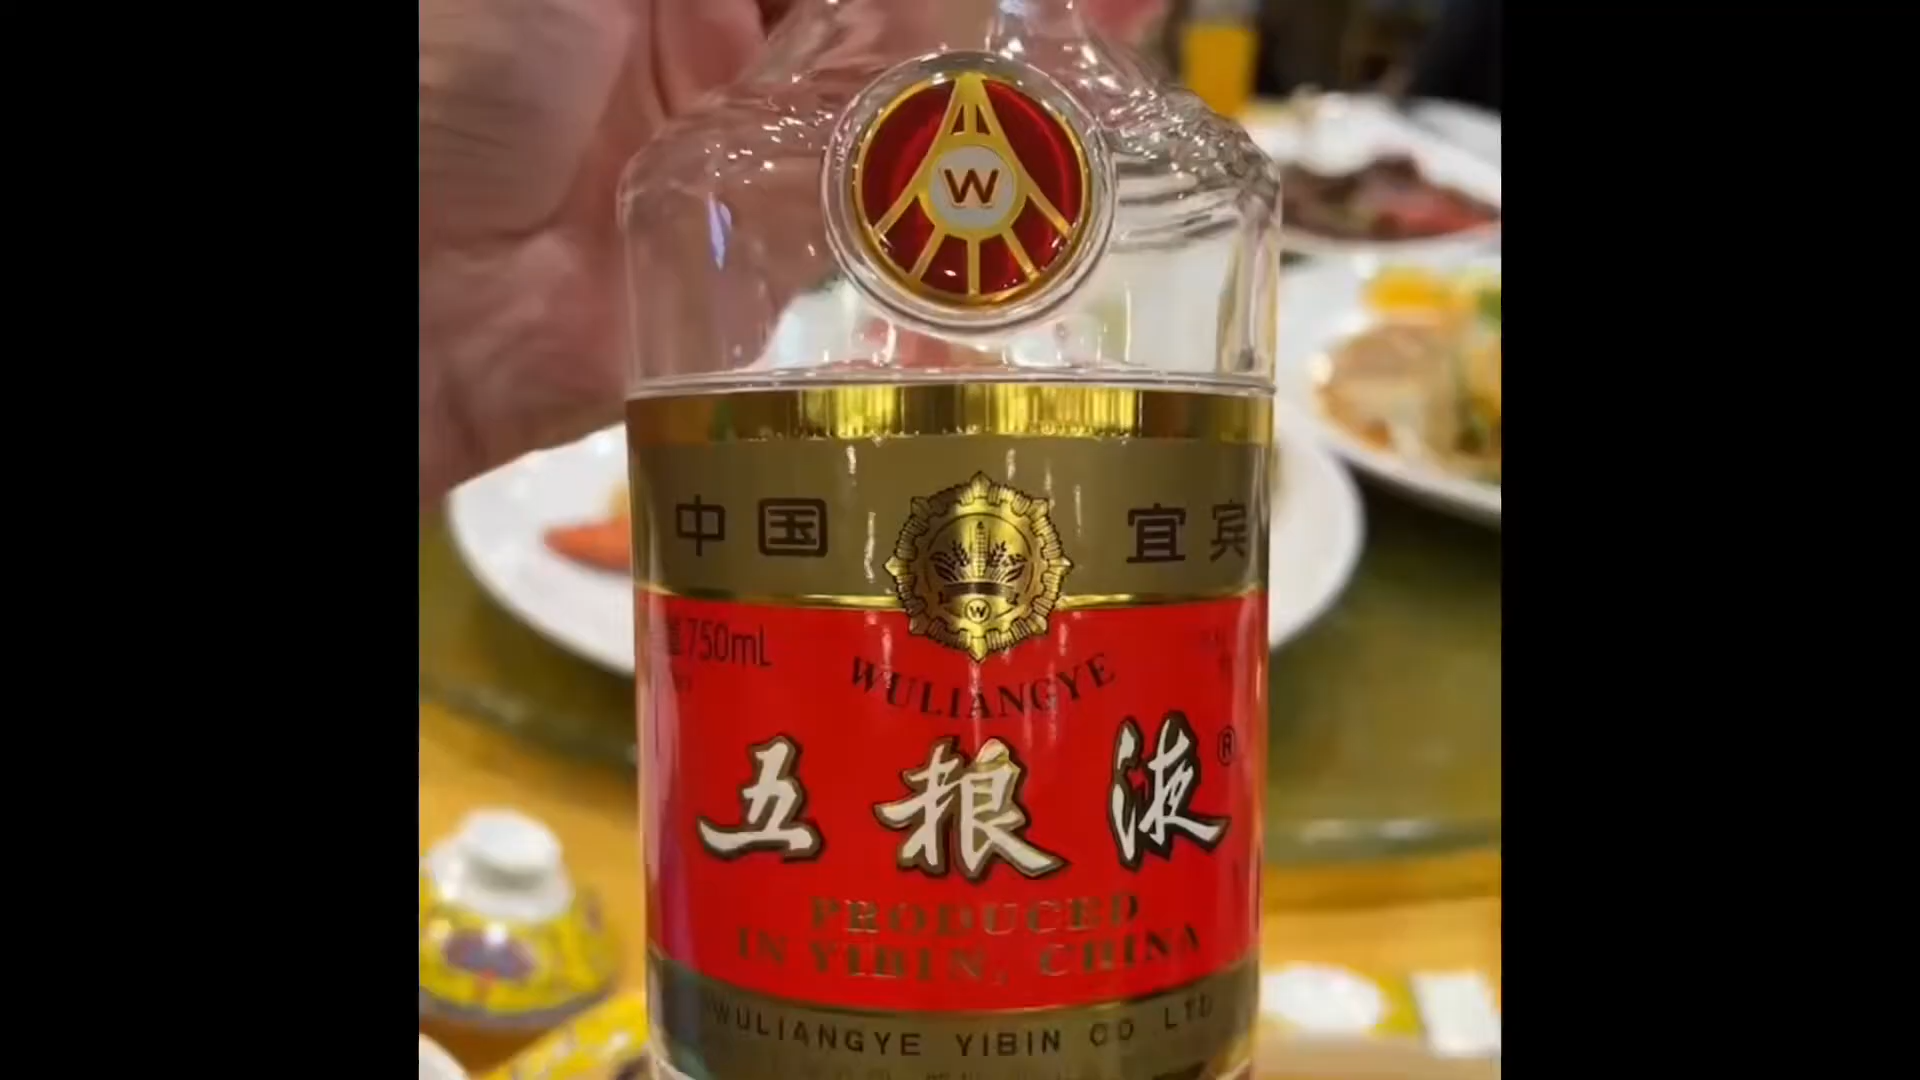 W
中国 宜宾
W
750mL
WULIANGYE
五粮液®
PRODUCED
IN YIBIN, CHINA
WULIANGYE YIBIN CO LTD